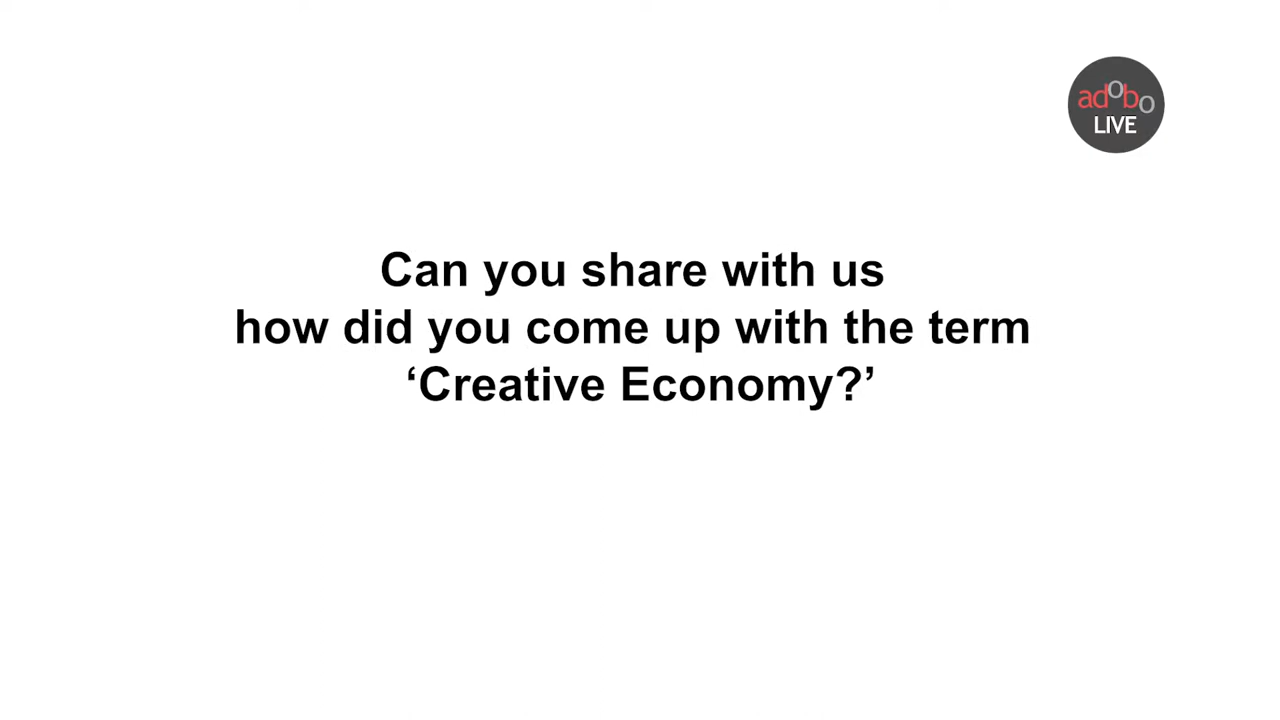 adobo
LIVE
Can you share with us
how did you come up with the term
‘Creative Economy?’